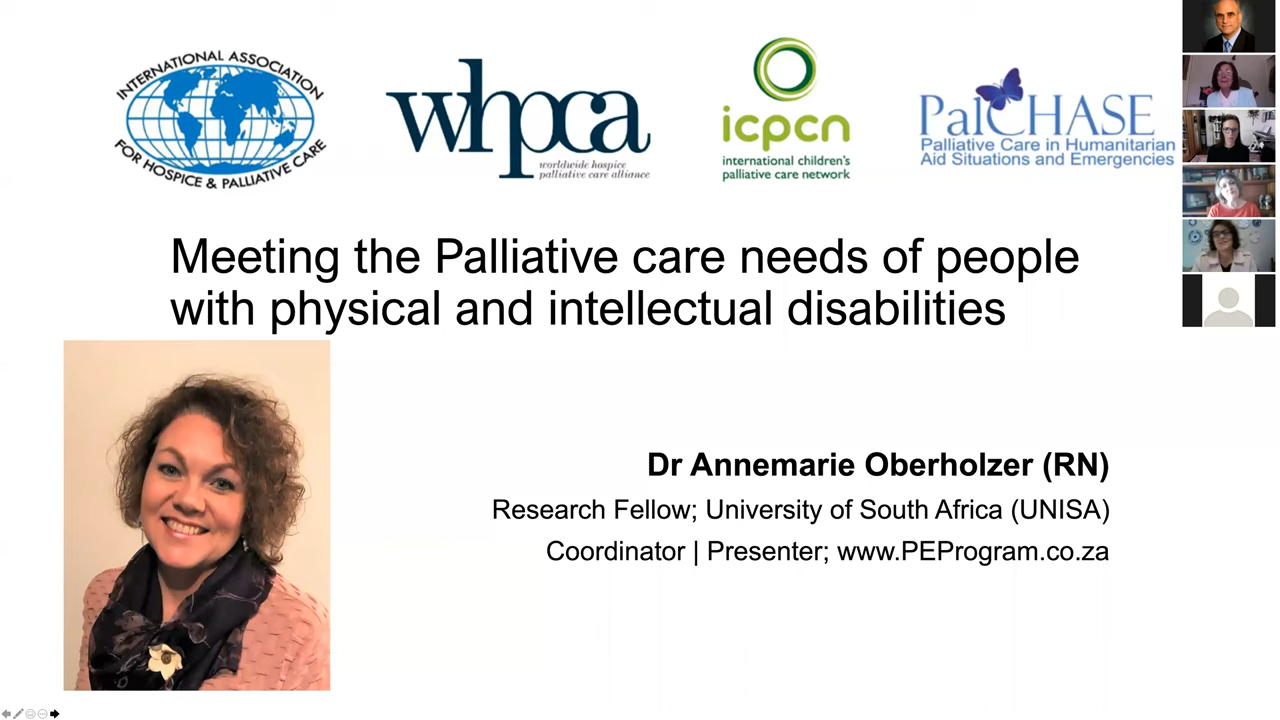 INTERNATIONAL ASSOCIATION
FOR HOSPICE & PALLIATIVE CARE
whpca
worldwide hospice
palliative care alliance
icpcn
international children's
palliative care network
PalCHASE
Palliative Care in Humanitarian
Aid Situations and Emergencies
Meeting the Palliative care needs of people
with physical and intellectual disabilities
Dr Annemarie Oberholzer (RN)
Research Fellow; University of South Africa (UNISA)
Coordinator | Presenter; www.PEProgram.co.za